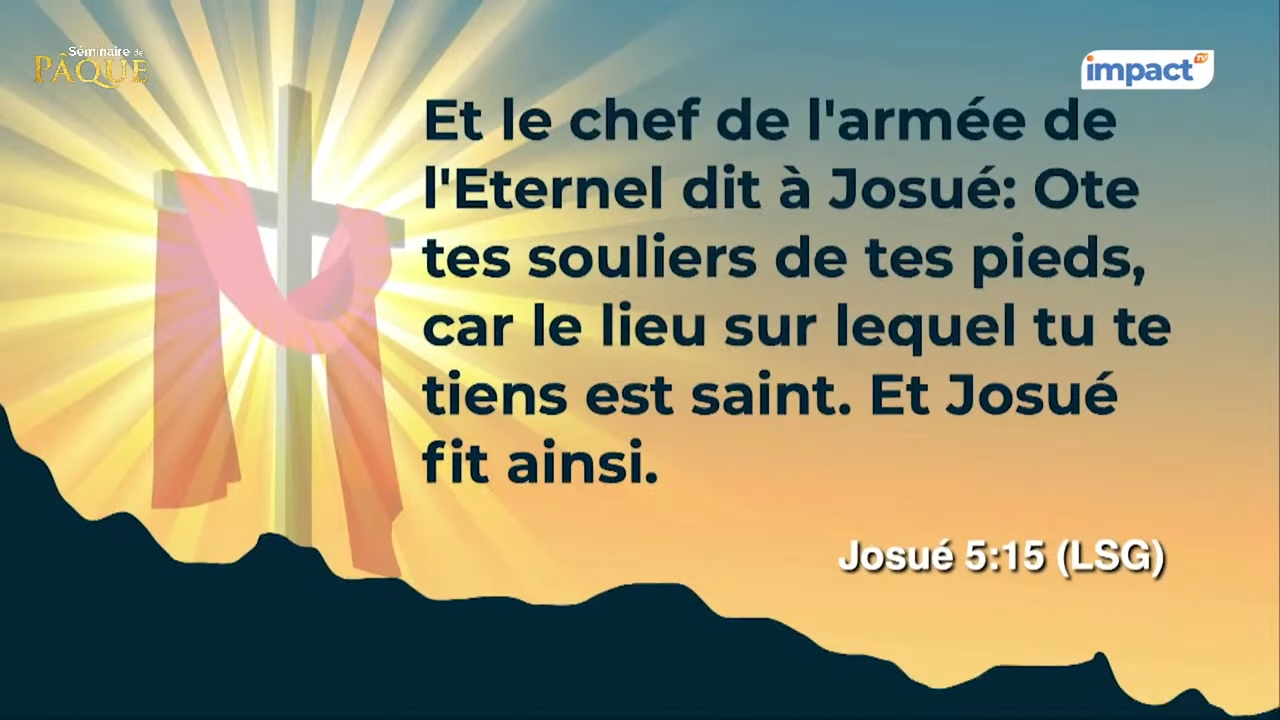 Séminaire de
PÂQUE
impact TV
Et le chef de l'armée de
l'Eternel dit à Josué: Ote
tes souliers de tes pieds,
car le lieu sur lequel tu te
tiens est saint. Et Josué
fit ainsi.
Josué 5:15 (LSG)